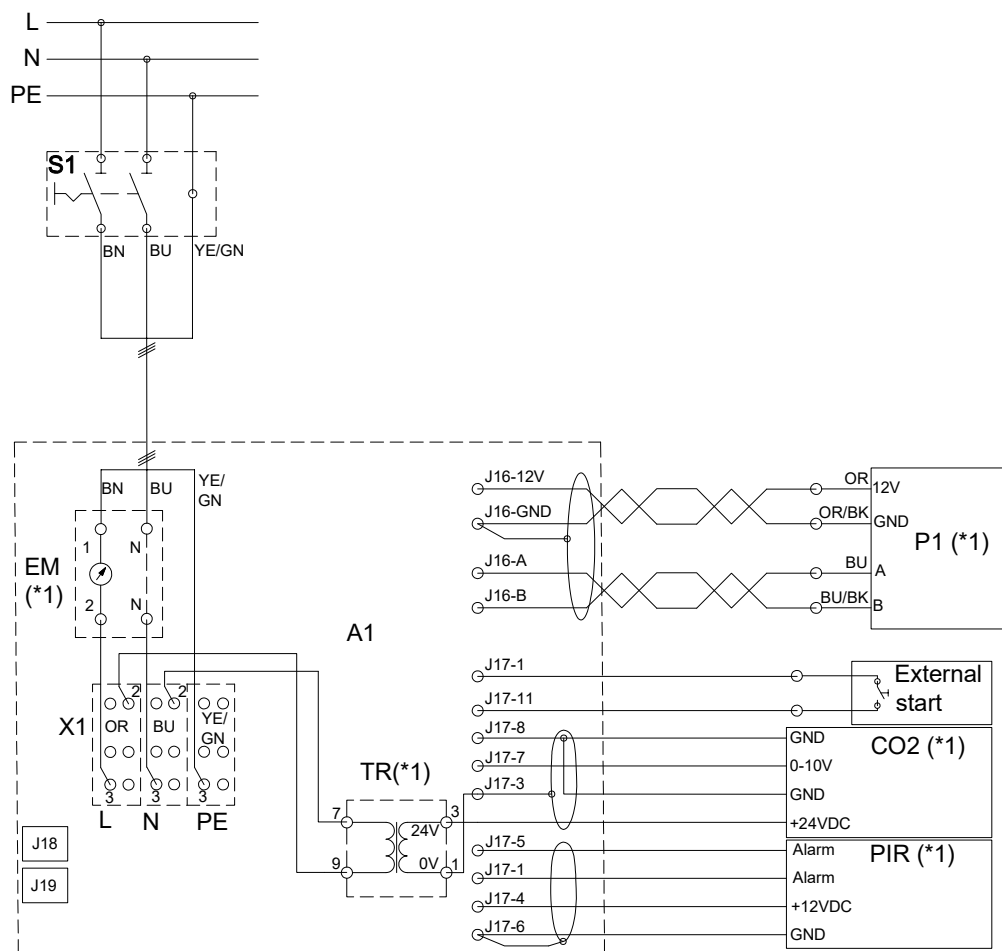 L
N
PE
S1
BN
BU
YE/GN
BN
BU
YE/
GN
EM
(*1)
1
N
2
N
A1
X1
2
2
OR
BU
YE/
GN
3
3
3
L
N
PE
J18
J19
TR(*1)
7
9
24V
0V
3
1
J16-12V
J16-GND
J16-A
J16-B
OR
12V
OR/BK
GND
BU
A
BU/BK
B
P1 (*1)
J17-1
J17-11
External
start
J17-8
J17-7
J17-3
GND
0-10V
GND
+24VDC
CO2 (*1)
J17-5
J17-1
J17-4
J17-6
Alarm
Alarm
+12VDC
GND
PIR (*1)